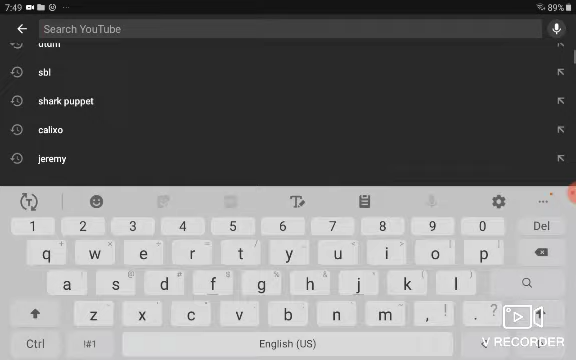 7:49 89%
Search YouTube
utum
sbl
shark puppet
calixo
jeremy
1 2 3 4 5 6 7 8 9 0 Del
q w e r t y u i o p
a s d f g h j k l
z x c v b n m , ! . ?
Ctrl !#1 English (US)
V RECORDER